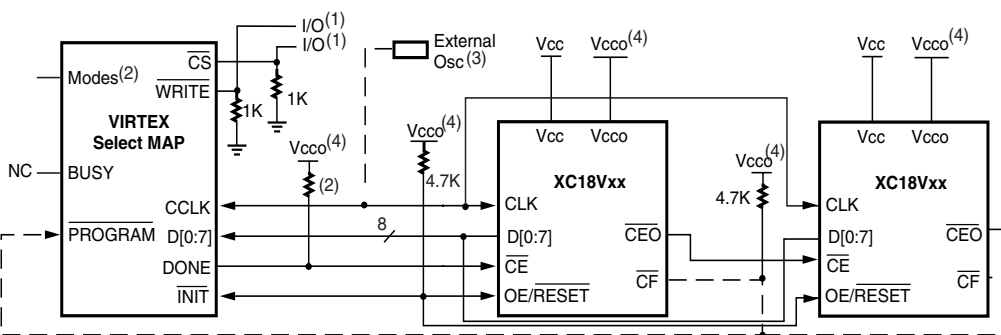 I/O(1)
I/O(1)
External
Osc(3)
Vcc
Vcco(4)
Vcc
Vcco(4)
CS
Modes(2)
WRITE
1K
1K
VIRTEX
Select MAP
Vcco(4)
Vcco(4)
Vcc
Vcco
Vcc
Vcco
Vcco(4)
NC
BUSY
(2)
4.7K
XC18Vxx
4.7K
XC18Vxx
CCLK
CLK
CLK
PROGRAM
D[0:7]
8
D[0:7]
CEO
D[0:7]
CEO
DONE
CE
CE
CF
CF
INIT
OE/RESET
OE/RESET